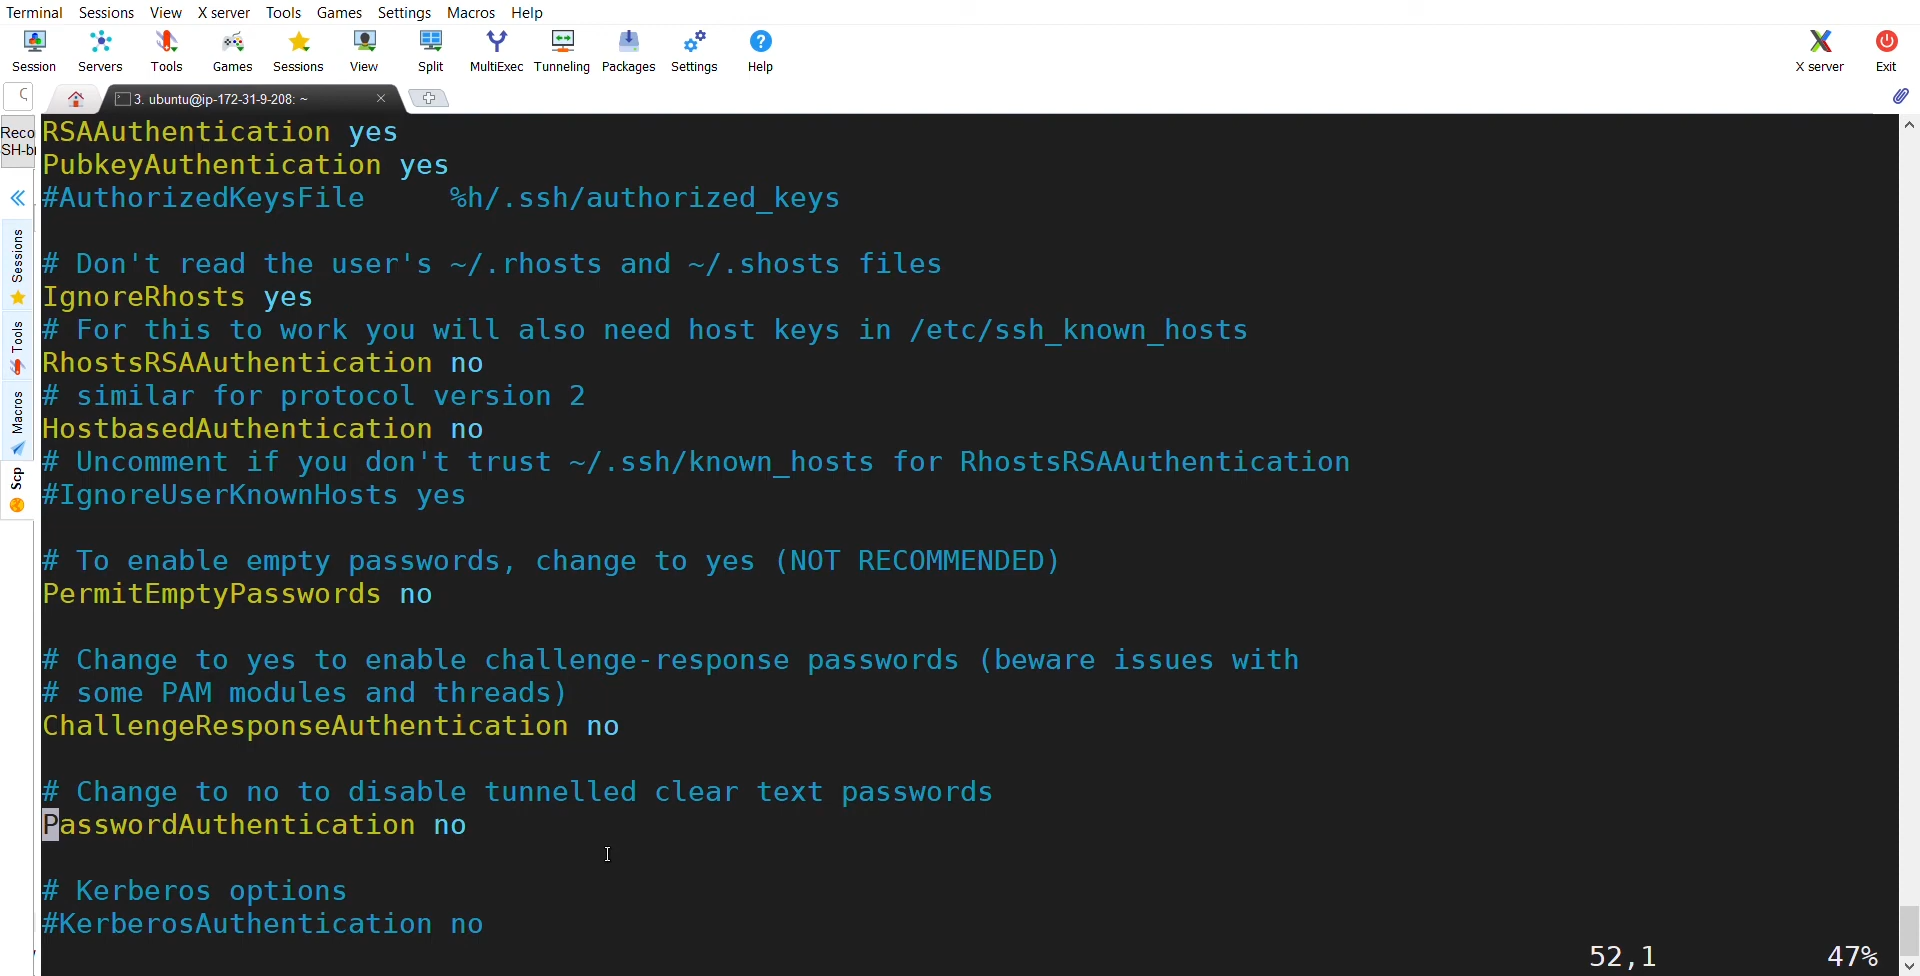 Terminal Sessions View X server Tools Games Settings Macros Help
Session Servers Tools Games Sessions View Split MultiExec Tunneling Packages Settings Help X server Exit
3. ubuntu@ip-172-31-9-208: ~
Reco
SH-b
Sessions
Tools
Macros
Scp
RSAAuthentication yes
PubkeyAuthentication yes
#AuthorizedKeysFile     %h/.ssh/authorized_keys
# Don't read the user's ~/.rhosts and ~/.shosts files
IgnoreRhosts yes
# For this to work you will also need host keys in /etc/ssh_known_hosts
RhostsRSAAuthentication no
# similar for protocol version 2
HostbasedAuthentication no
# Uncomment if you don't trust ~/.ssh/known_hosts for RhostsRSAAuthentication
#IgnoreUserKnownHosts yes
# To enable empty passwords, change to yes (NOT RECOMMENDED)
PermitEmptyPasswords no
# Change to yes to enable challenge-response passwords (beware issues with
# some PAM modules and threads)
ChallengeResponseAuthentication no
# Change to no to disable tunnelled clear text passwords
PasswordAuthentication no
# Kerberos options
#KerberosAuthentication no
52,1 47%